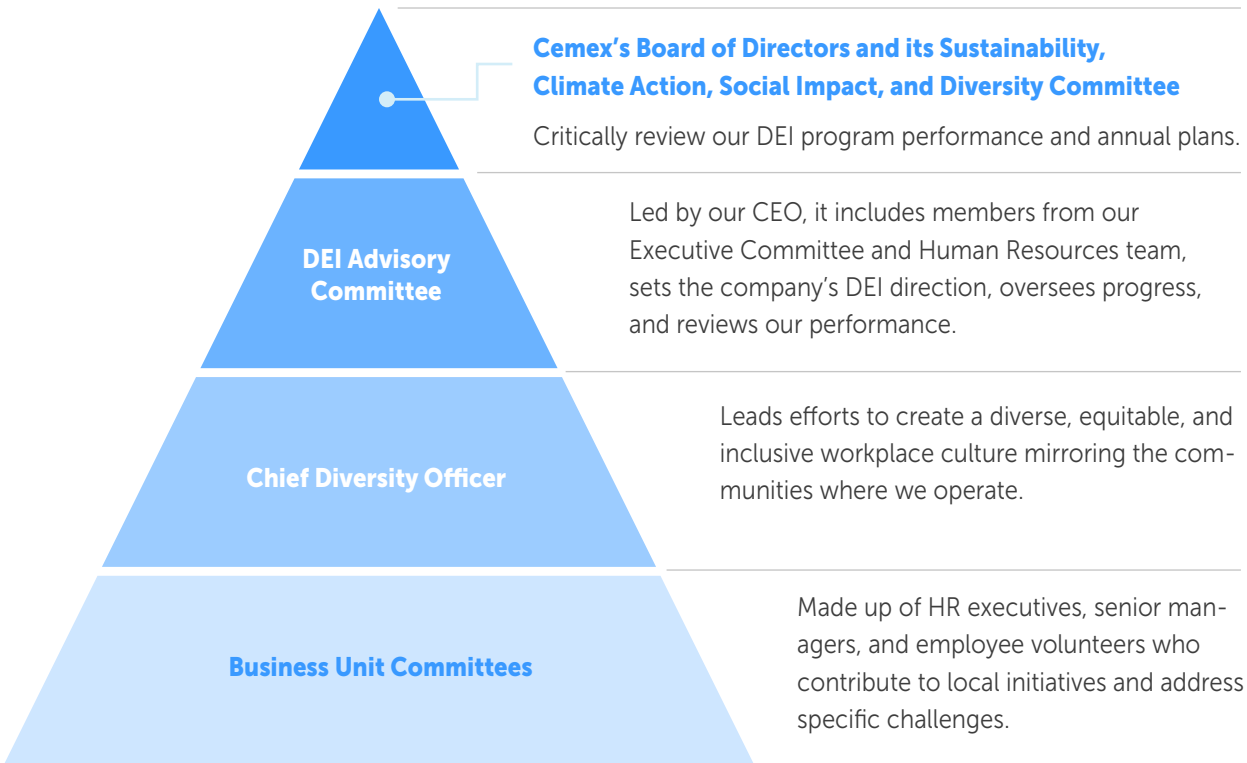 Cemex’s Board of Directors and its Sustainability,
Climate Action, Social Impact, and Diversity Committee
Critically review our DEI program performance and annual plans.
DEI Advisory
Committee
Led by our CEO, it includes members from our
Executive Committee and Human Resources team,
sets the company’s DEI direction, oversees progress,
and reviews our performance.
Chief Diversity Officer
Leads efforts to create a diverse, equitable, and
inclusive workplace culture mirroring the com-
munities where we operate.
Business Unit Committees
Made up of HR executives, senior man-
agers, and employee volunteers who
contribute to local initiatives and address
specific challenges.